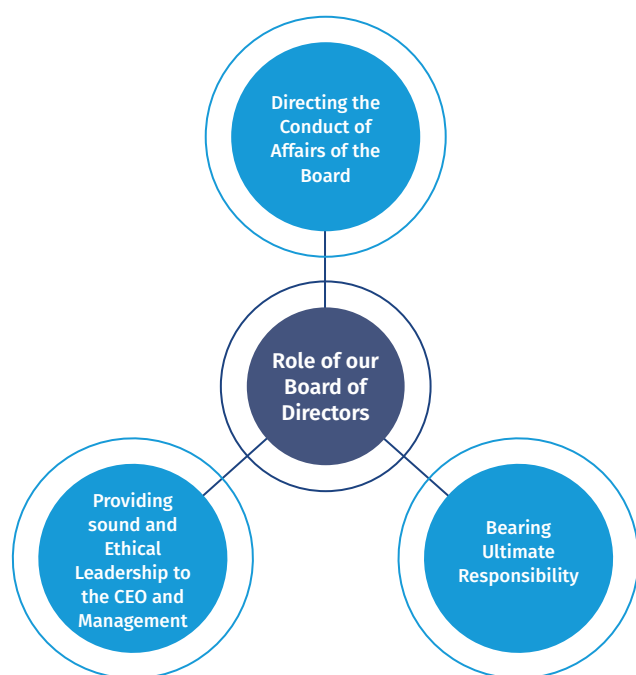 Directing the
Conduct of
Affairs of the
Board
Role of our
Board of
Directors
Providing
sound and
Ethical
Leadership to
the CEO and
Management
Bearing
Ultimate
Responsibility